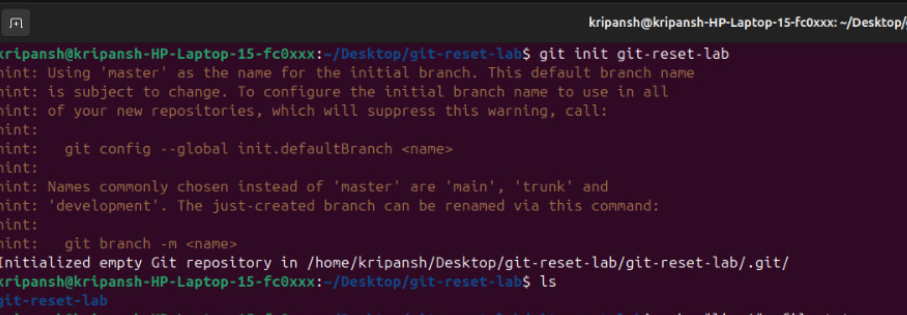 kripansh@kripansh-HP-Laptop-15-fc0xxx: ~/Desktop/
kripansh@kripansh-HP-Laptop-15-fc0xxx:~/Desktop/git-reset-lab$ git init git-reset-lab
hint: Using 'master' as the name for the initial branch. This default branch name
hint: is subject to change. To configure the initial branch name to use in all
hint: of your new repositories, which will suppress this warning, call:
hint:
hint:   git config --global init.defaultBranch <name>
hint:
hint: Names commonly chosen instead of 'master' are 'main', 'trunk' and
hint: 'development'. The just-created branch can be renamed via this command:
hint:
hint:   git branch -m <name>
Initialized empty Git repository in /home/kripansh/Desktop/git-reset-lab/git-reset-lab/.git/
kripansh@kripansh-HP-Laptop-15-fc0xxx:~/Desktop/git-reset-lab$ ls
git-reset-lab